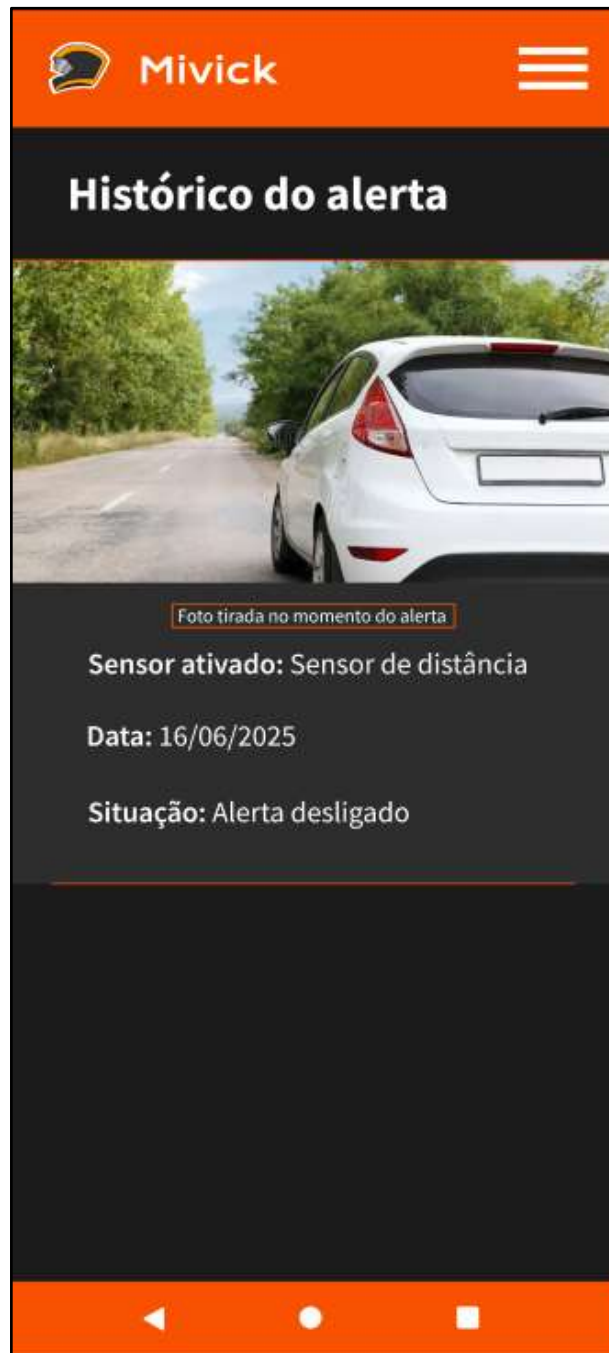 Mivick
Histórico do alerta
Foto tirada no momento do alerta
Sensor ativado: Sensor de distância
Data: 16/06/2025
Situação: Alerta desligado